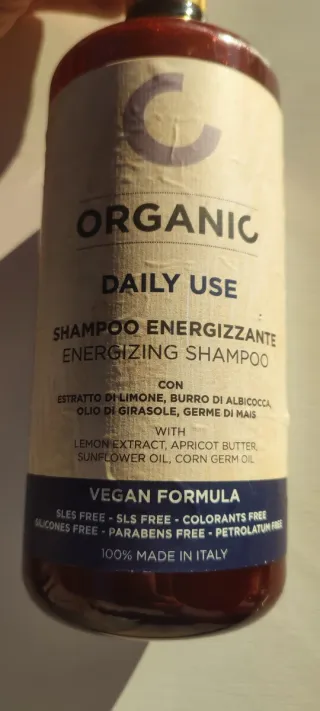 ORGANIC
DAILY USE
SHAMPOO ENERGIZZANTE
ENERGIZING SHAMPOO
CON
ESTRATTO DI LIMONE, BURRO DI ALBICOCCA,
OLIO DI GIRASOLE, GERME DI MAIS
WITH
LEMON EXTRACT, APRICOT BUTTER,
SUNFLOWER OIL, CORN GERM OIL
VEGAN FORMULA
SLES FREE - SLS FREE - COLORANTS FREE
SILICONES FREE - PARABENS FREE - PETROLATUM FREE
100% MADE IN ITALY